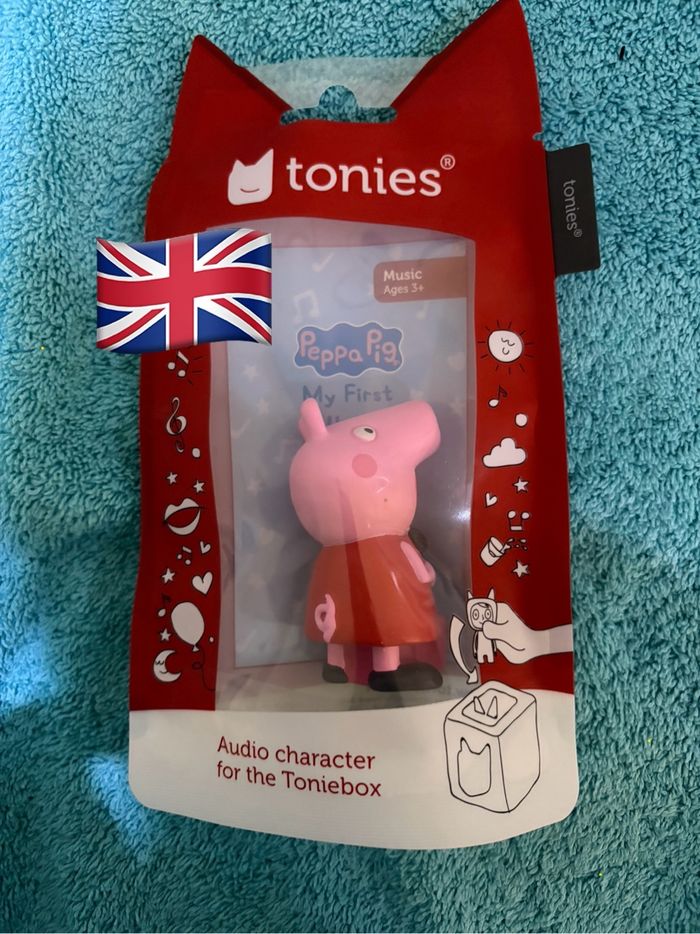 tonies®
tonies®
Music
Ages 3+
Peppa Pig
My First
Audio character
for the Toniebox